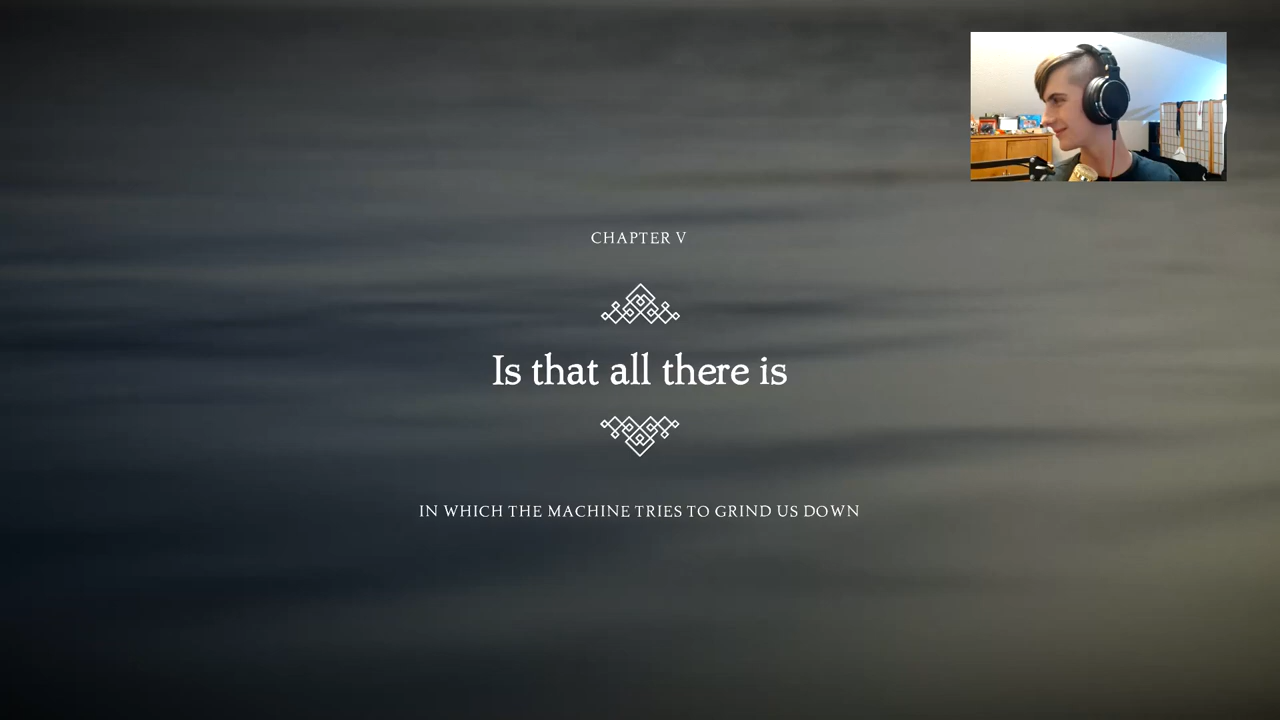 CHAPTER V
Is that all there is
IN WHICH THE MACHINE TRIES TO GRIND US DOWN